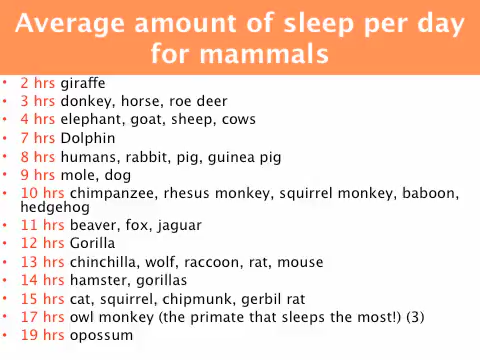 Average amount of sleep per day
for mammals
• 2 hrs giraffe
• 3 hrs donkey, horse, roe deer
• 4 hrs elephant, goat, sheep, cows
• 7 hrs Dolphin
• 8 hrs humans, rabbit, pig, guinea pig
• 9 hrs mole, dog
• 10 hrs chimpanzee, rhesus monkey, squirrel monkey, baboon,
hedgehog
• 11 hrs beaver, fox, jaguar
• 12 hrs Gorilla
• 13 hrs chinchilla, wolf, raccoon, rat, mouse
• 14 hrs hamster, gorillas
• 15 hrs cat, squirrel, chipmunk, gerbil rat
• 17 hrs owl monkey (the primate that sleeps the most!) (3)
• 19 hrs opossum